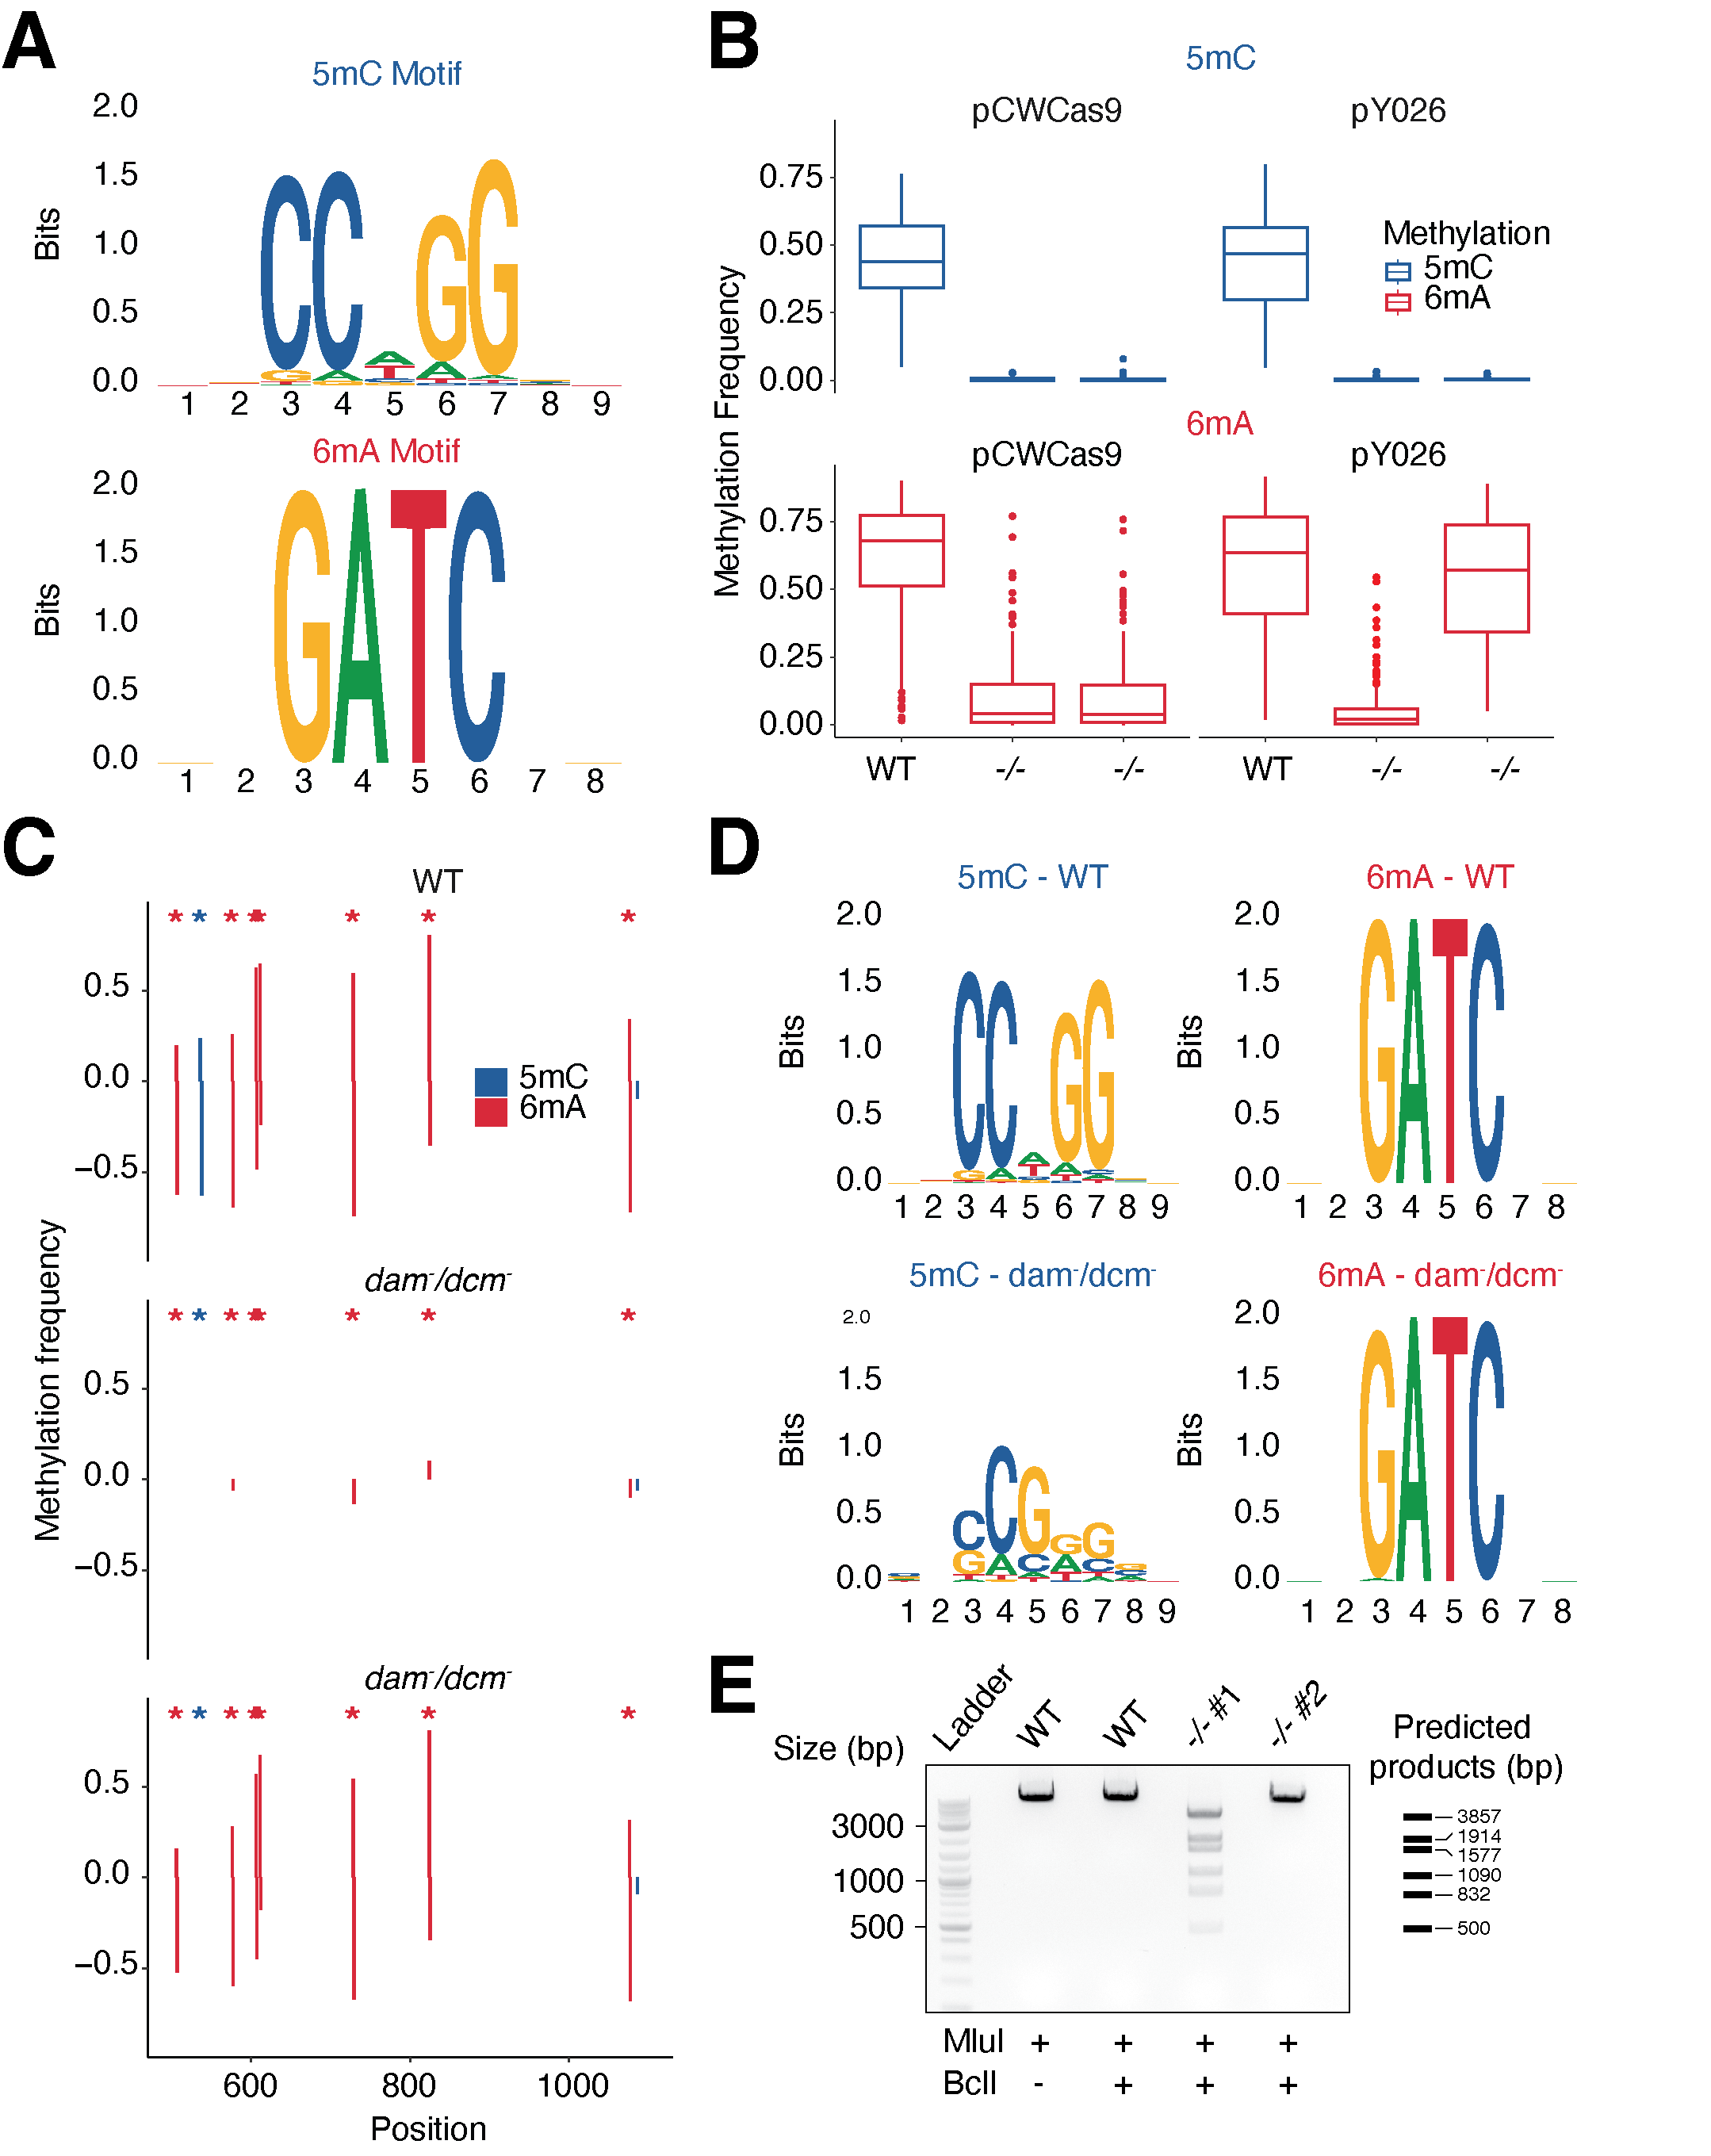 A
5mC Motif
2.0
1.5
1.0
0.5
0.0
Bits
1 2 3 4 5 6 7 8 9
6mA Motif
2.0
1.5
1.0
0.5
0.0
Bits
1 2 3 4 5 6 7 8
B
5mC
pCWCas9 pY026
0.75
0.50
0.25
0.00
Methylation
5mC
6mA
Methylation Frequency
6mA
pCWCas9 pY026
0.75
0.50
0.25
0.00
WT -/- -/- WT -/- -/-
C
WT
* * * ** * * *
0.5
0.0
−0.5
5mC
6mA
dam-/dcm-
* * * ** * * *
0.5
0.0
−0.5
Methylation frequency
dam-/dcm-
* * * ** * * *
0.5
0.0
−0.5
600 800 1000
Position
D
5mC - WT
2.0
1.5
1.0
0.5
0.0
Bits
1 2 3 4 5 6 7 8 9
6mA - WT
2.0
1.5
1.0
0.5
0.0
Bits
GATC
1 2 3 4 5 6 7 8
5mC - dam-/dcm-
2.0
1.5
1.0
0.5
0.0
Bits
1 2 3 4 5 6 7 8 9
6mA - dam-/dcm-
2.0
1.5
1.0
0.5
0.0
Bits
GATC
1 2 3 4 5 6 7 8
E
Size (bp)
Ladder WT WT -/- #1 -/- #2
3000
1000
500
Predicted
products (bp)
3857
1914
1577
1090
832
500
MluI + + + +
BclI - + + +